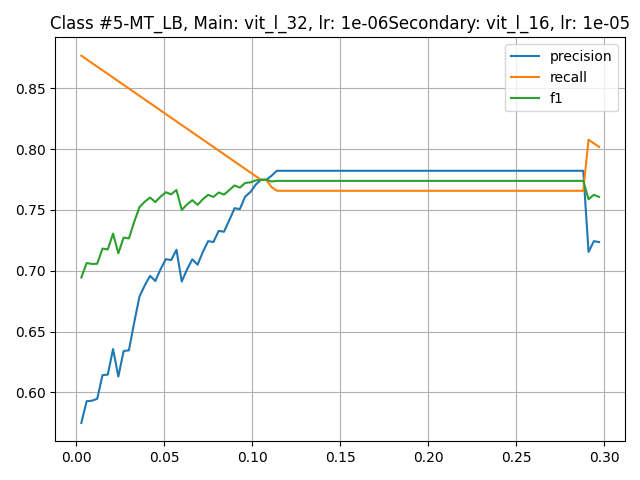 Class #5-MT_LB, Main: vit_l_32, lr: 1e-06Secondary: vit_l_16, lr: 1e-05
precision
recall
f1
0.85
0.80
0.75
0.70
0.65
0.60
0.00 0.05 0.10 0.15 0.20 0.25 0.30